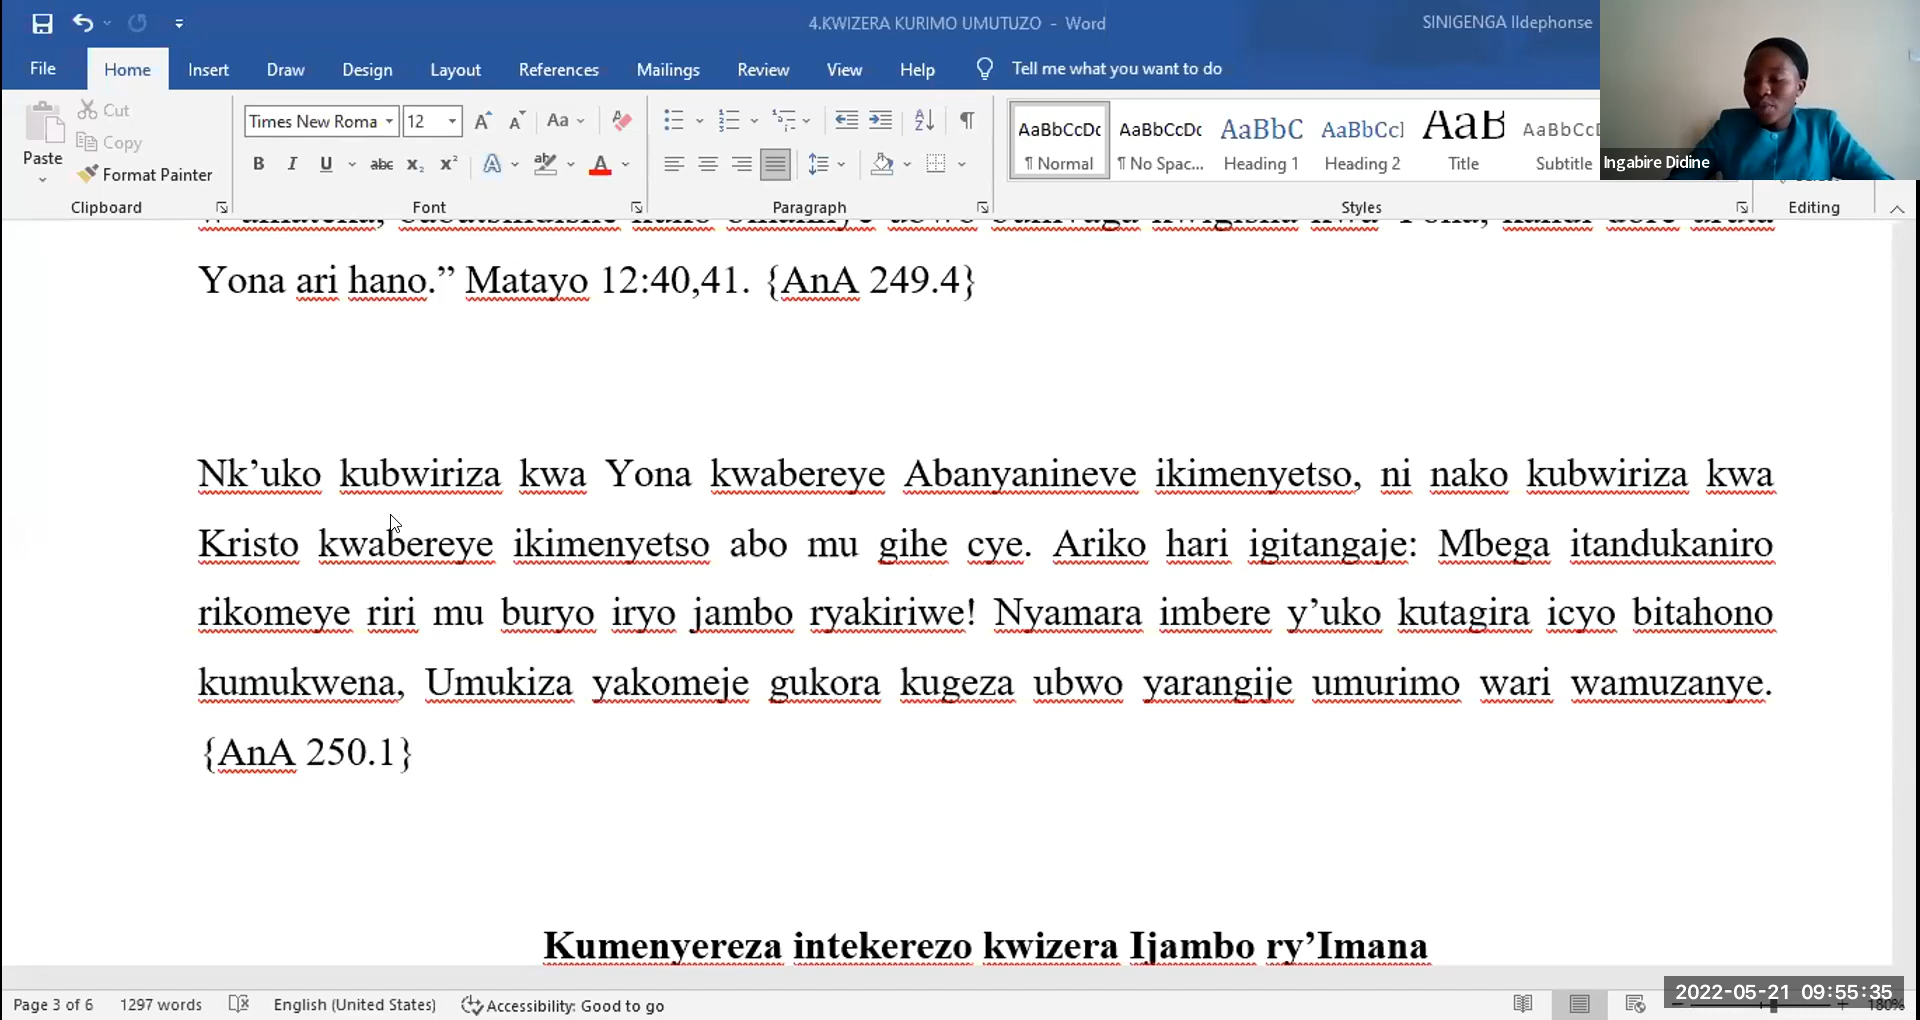 4.KWIZERA KURIMO UMUTUZO - Word
SINIGENGA Ildephonse
File Home Insert Draw Design Layout References Mailings Review View Help Tell me what you want to do
Paste
Cut
Copy
Format Painter
Clipboard
Times New Roma 12
Aa
B I U abc x₂ x² A A
Font
Paragraph
AaBbCcDc
¶ Normal
AaBbCcDc
¶ No Spac...
AaBbC
Heading 1
AaBbCcl
Heading 2
AaB
Title
AaBbCcI
Subtitle
Styles
Editing
Ingabire Didine
Yona ari hano.” Matayo 12:40,41. {AnA 249.4}
Nk’uko kubwiriza kwa Yona kwabereye Abanyanineve ikimenyetso, ni nako kubwiriza kwa
Kristo kwabereye ikimenyetso abo mu gihe cye. Ariko hari igitangaje: Mbega itandukaniro
rikomeye riri mu buryo iryo jambo ryakiriwe! Nyamara imbere y’uko kutagira icyo bitahono
kumukwena, Umukiza yakomeje gukora kugeza ubwo yarangije umurimo wari wamuzanye.
{AnA 250.1}
Kumenyereza intekerezo kwizera Ijambo ry’Imana
Page 3 of 6 1297 words English (United States) Accessibility: Good to go
2022-05-21 09:55:35
180%